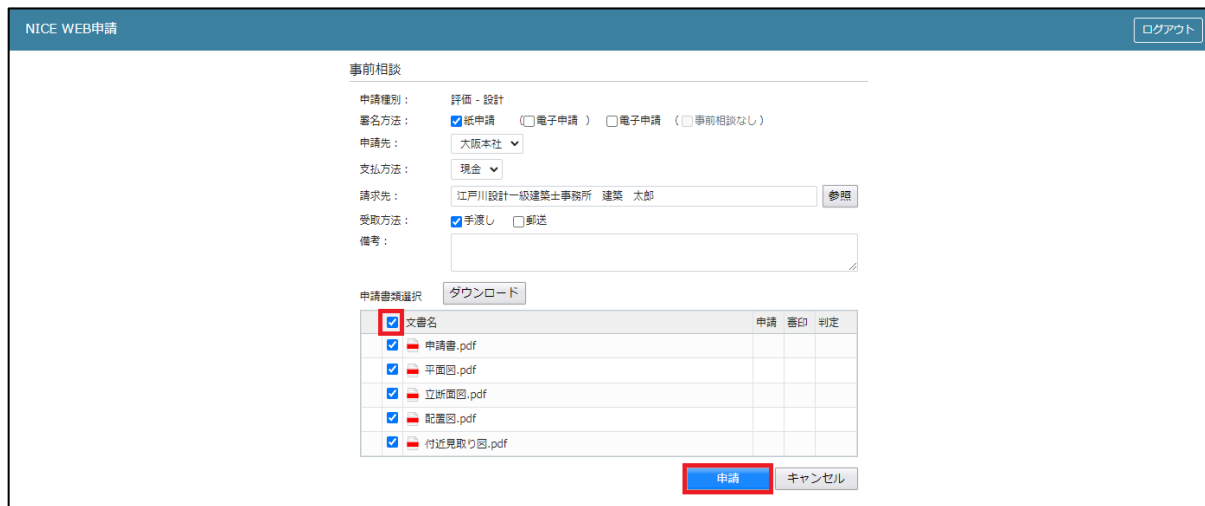 NICE WEB申請
ログアウト
事前相談
申請種別： 評価 - 設計
署名方法： 紙申請 （ 電子申請 ） 電子申請 （ 事前相談なし ）
申請先： 大阪本社
支払方法： 現金
請求先： 江戸川設計一級建築士事務所 建築 太郎 参照
受取方法： 手渡し 郵送
備考：
申請書類選択 ダウンロード
文書名 申請 審印 判定
申請書.pdf
平面図.pdf
立断面図.pdf
配置図.pdf
付近見取り図.pdf
申請 キャンセル